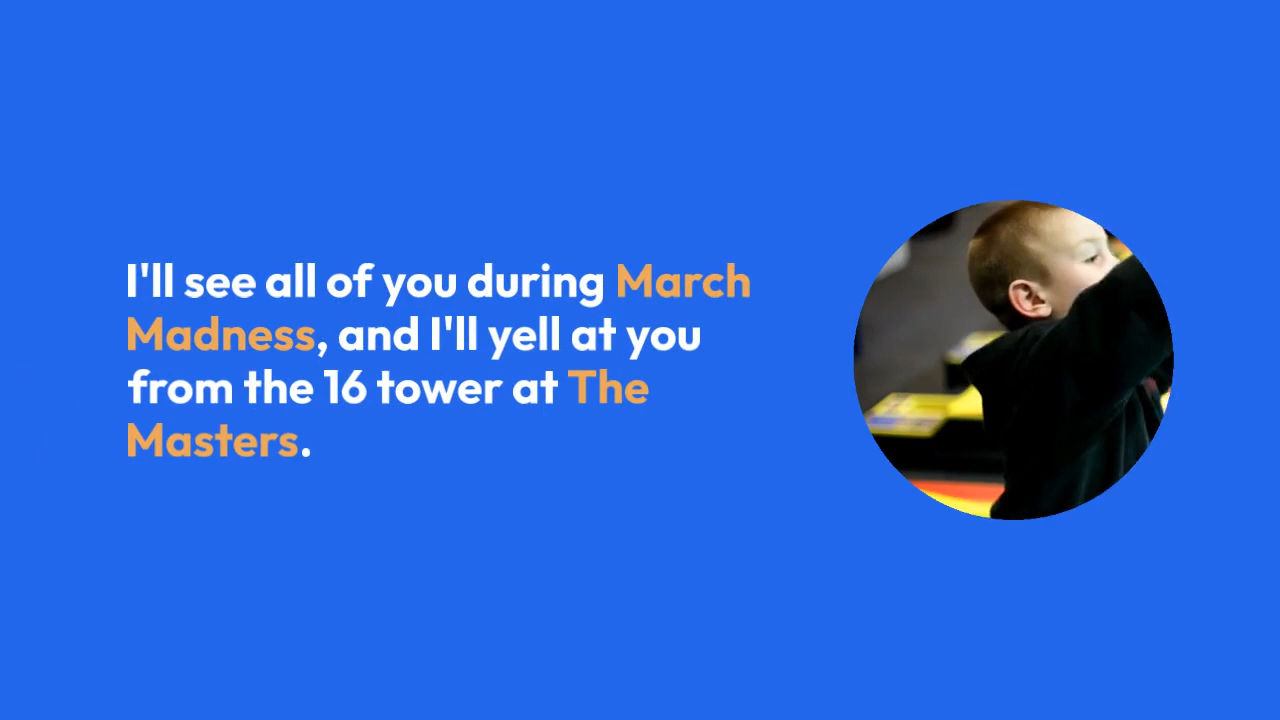 I'll see all of you during March
Madness, and I'll yell at you
from the 16 tower at The
Masters.